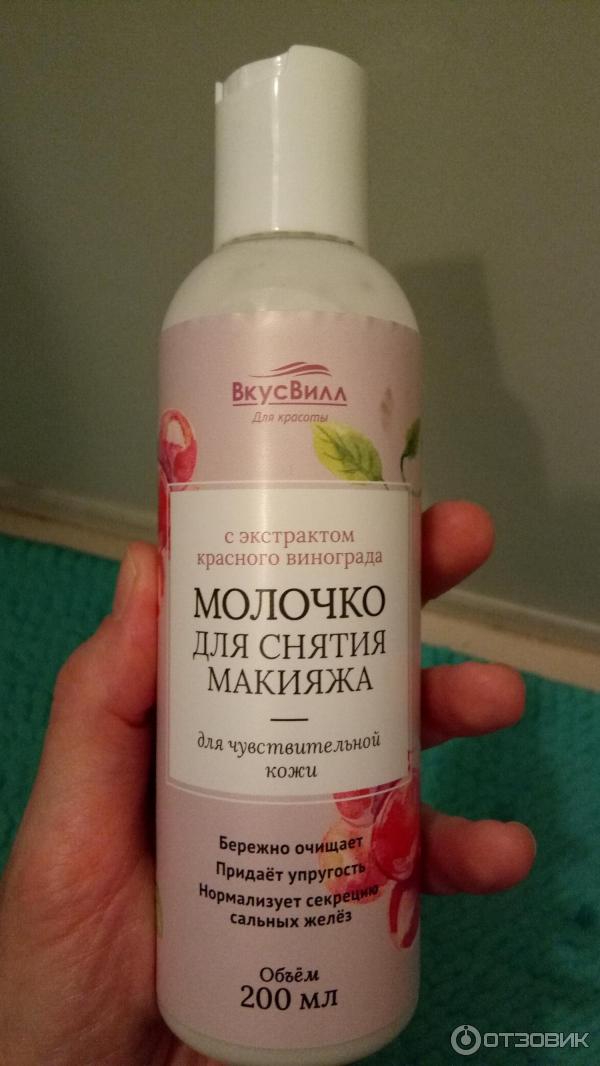 ВкусВилл
Для красоты
с экстрактом
красного винограда
МОЛОЧКО
ДЛЯ СНЯТИЯ
МАКИЯЖА
для чувствительной
кожи
Бережно очищает
Придаёт упругость
Нормализует секрецию
сальных желёз
Объём
200 мл
ОТЗОВИК